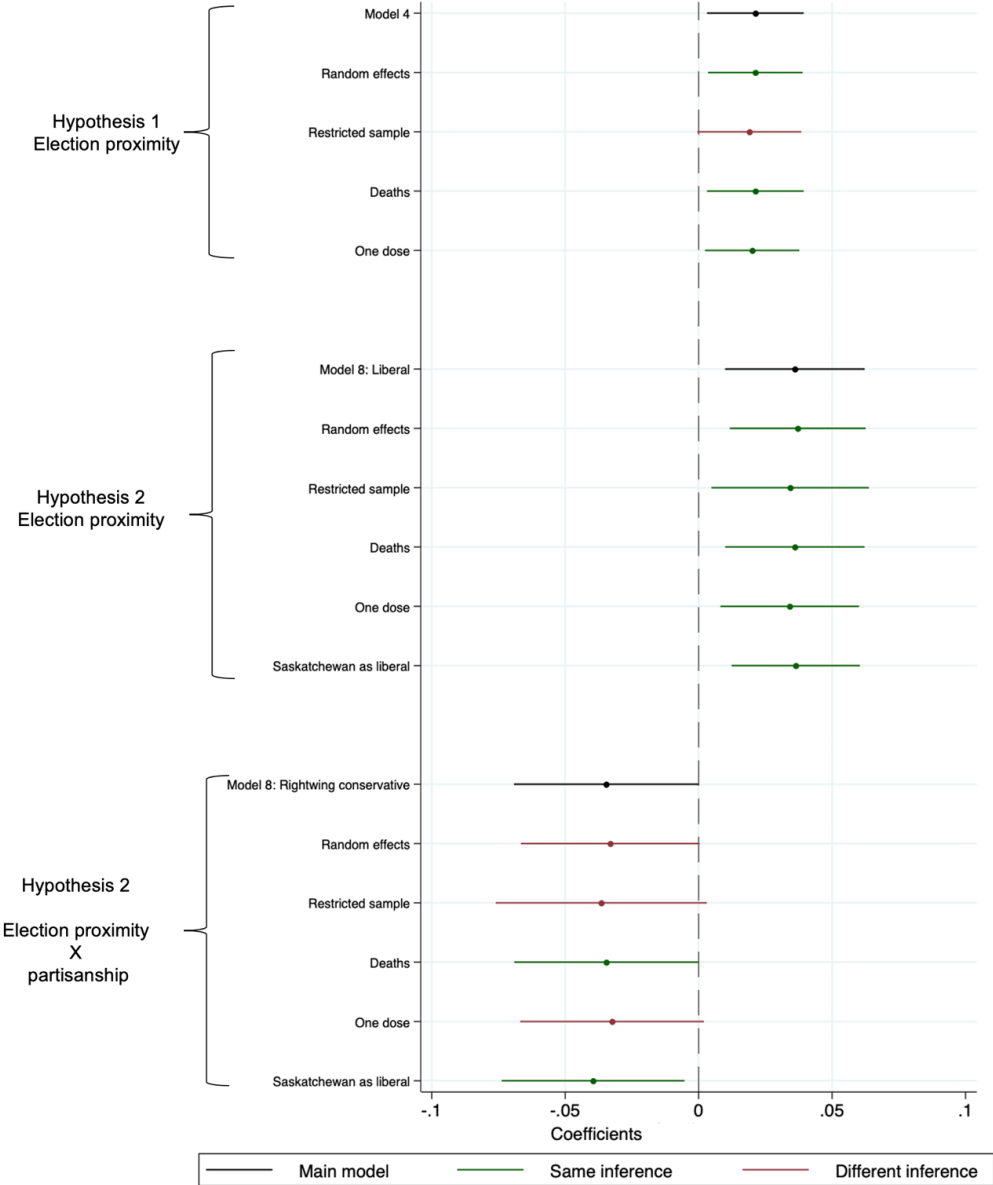 Hypothesis 1
Election proximity
Model 4
Random effects
Restricted sample
Deaths
One dose
Hypothesis 2
Election proximity
Model 8: Liberal
Random effects
Restricted sample
Deaths
One dose
Saskatchewan as liberal
Hypothesis 2
Election proximity
X
partisanship
Model 8: Rightwing conservative
Random effects
Restricted sample
Deaths
One dose
Saskatchewan as liberal
-.1 -.05 0 .05 .1
Coefficients
Main model Same inference Different inference